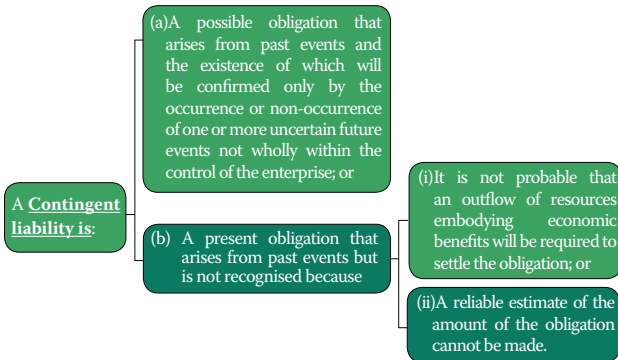 A Contingent
liability is:
(a)A possible obligation that
arises from past events and
the existence of which will
be confirmed only by the
occurrence or non-occurrence
of one or more uncertain future
events not wholly within the
control of the enterprise; or
(b) A present obligation that
arises from past events but
is not recognised because
(i)It is not probable that
an outflow of resources
embodying economic
benefits will be required to
settle the obligation; or
(ii)A reliable estimate of the
amount of the obligation
cannot be made.